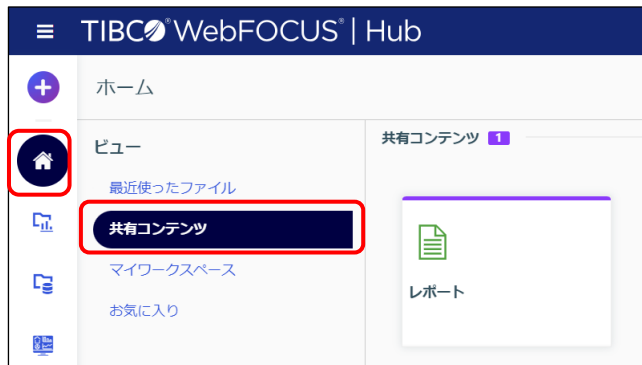 TIBCO® WebFOCUS® | Hub
ホーム
ビュー
最近使ったファイル
共有コンテンツ
マイワークスペース
お気に入り
共有コンテンツ 1
レポート